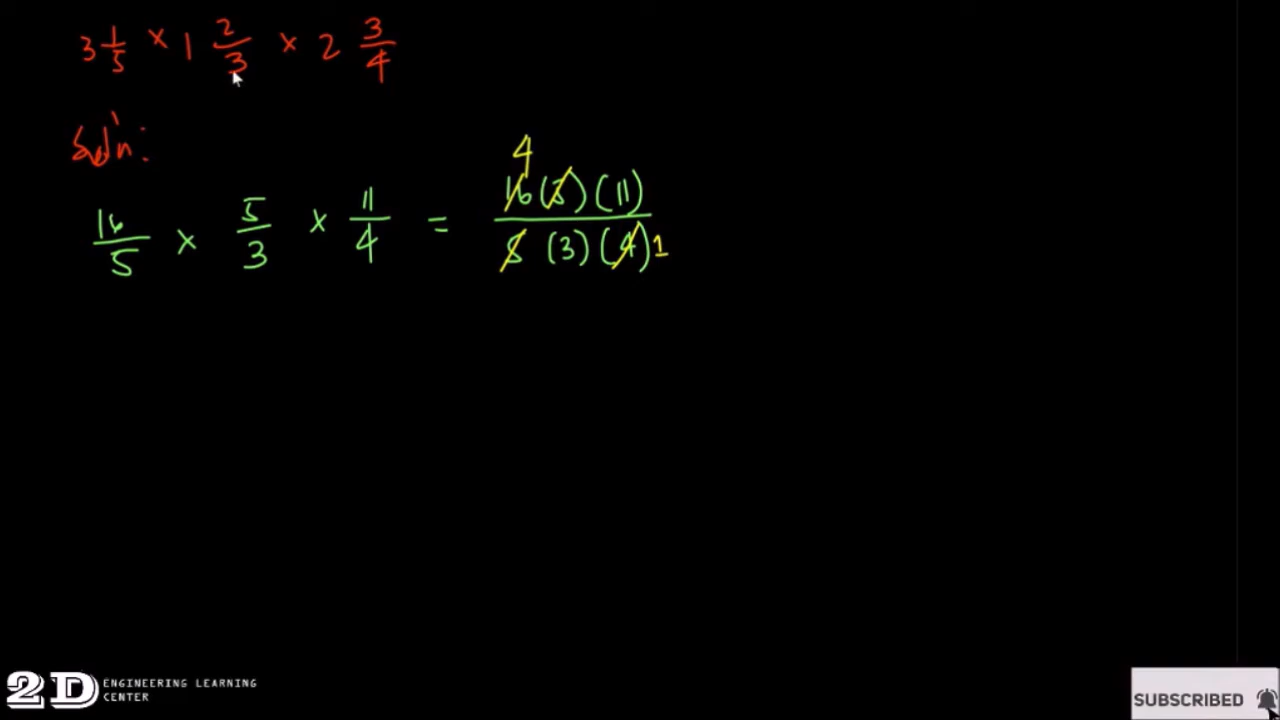 3 1/5 × 1 2/3 × 2 3/4
Sol'n:
16/5 × 5/3 × 11/4 = 16(5)(11)/5(3)(4)
4
1
2D ENGINEERING LEARNING
CENTER
SUBSCRIBED